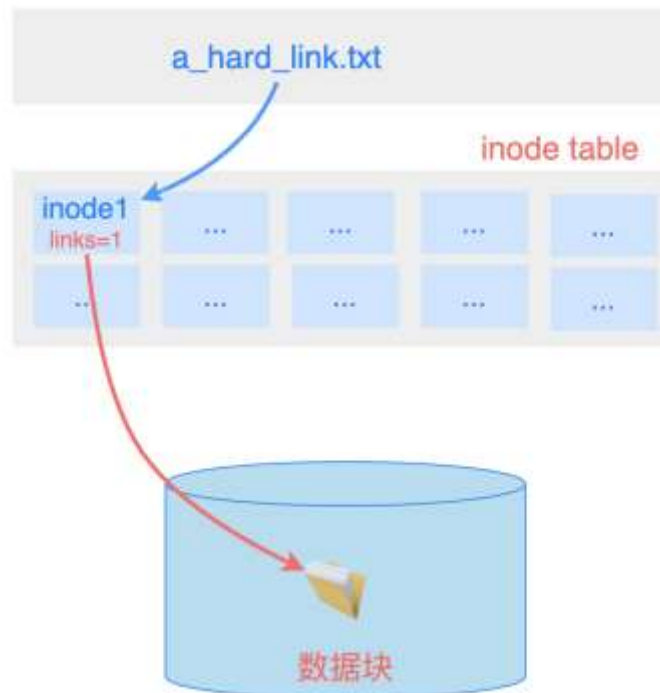 a_hard_link.txt
inode table
inode1
links=1
... ... ... ...
... ... ... ... ...
数据块